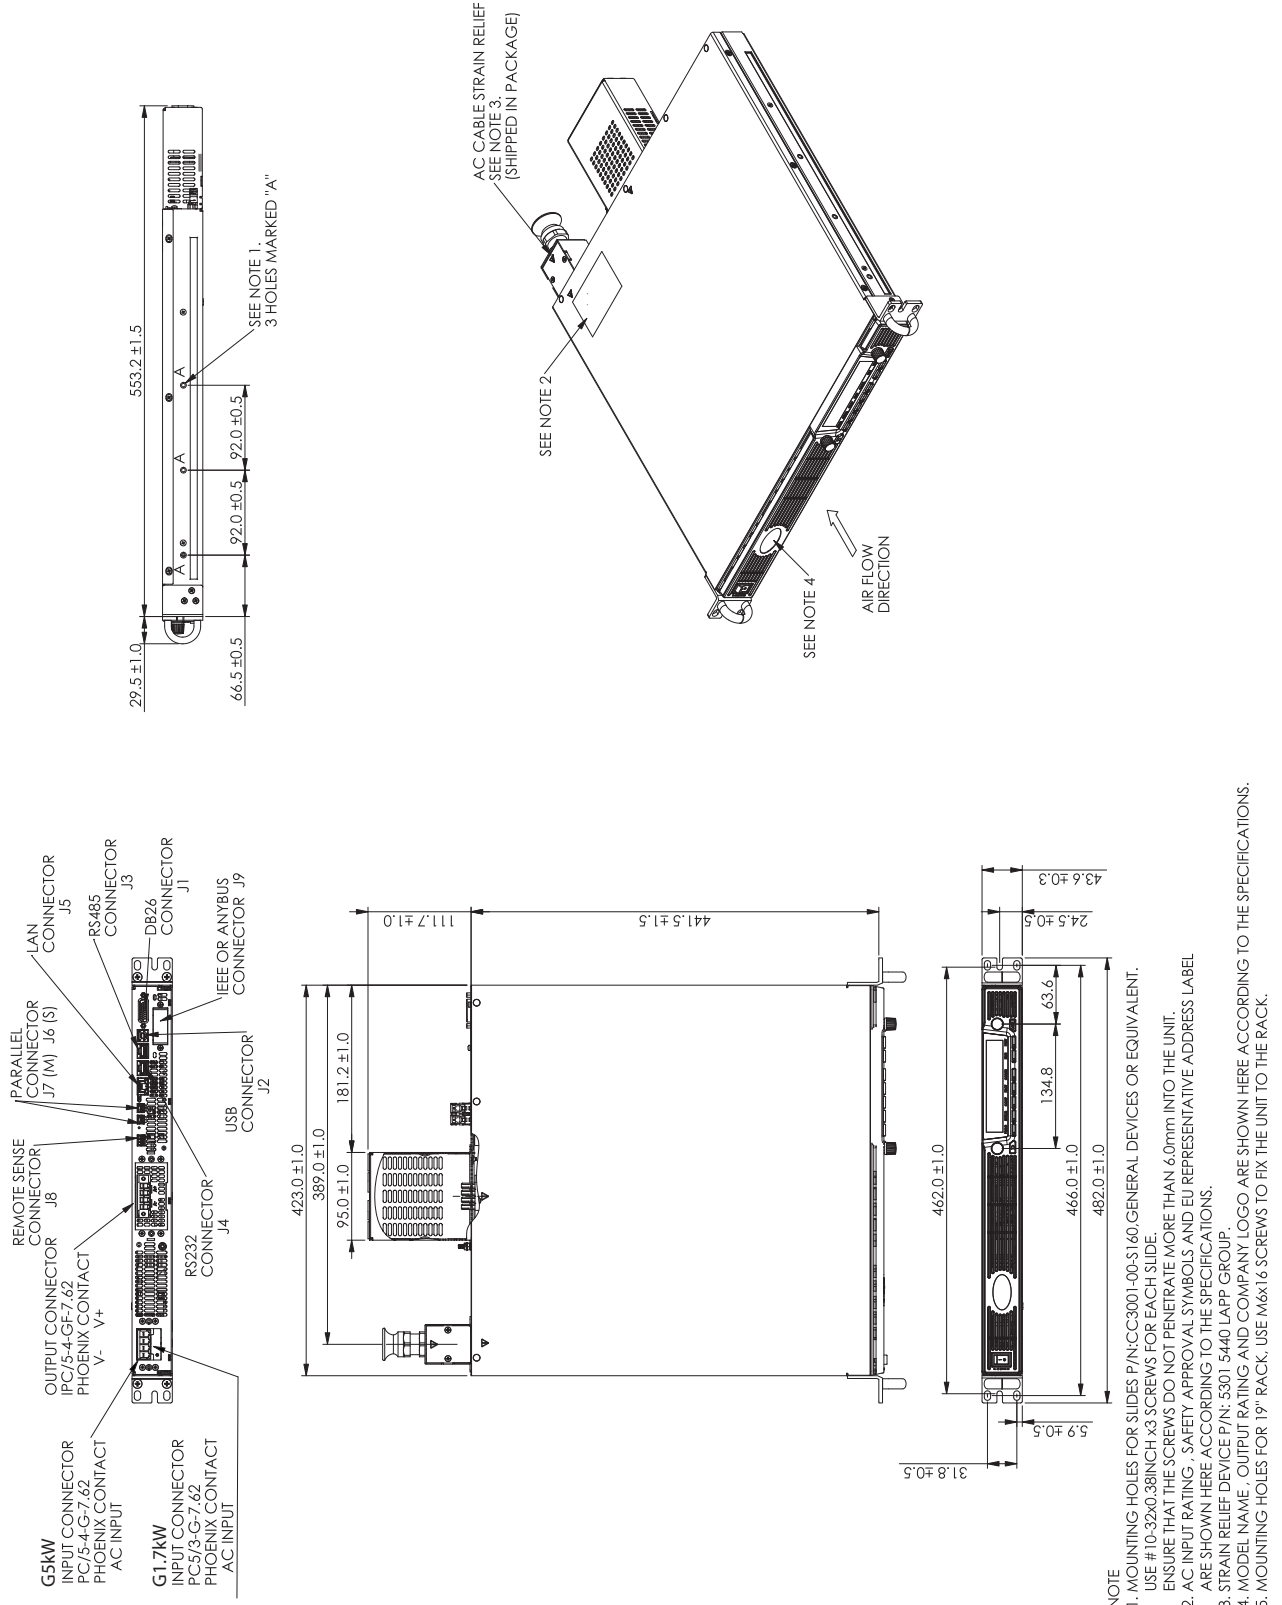 G5kW
INPUT CONNECTOR
PC/5-4-G-7.62
PHOENIX CONTACT
AC INPUT
G1.7kW
INPUT CONNECTOR
PC5/3-G-7.62
PHOENIX CONTACT
AC INPUT
OUTPUT CONNECTOR
IPC/5-4-GF-7.62
PHOENIX CONTACT
V- V+
REMOTE SENSE
CONNECTOR
J8
RS232
CONNECTOR
J4
PARALLEL
CONNECTOR
J7 (M) J6 (S)
LAN
CONNECTOR
J5
RS485
CONNECTOR
J3
DB26
CONNECTOR
J1
IEEE OR ANYBUS
CONNECTOR J9
USB
CONNECTOR
J2
29.5 ±1.0
553.2 ±1.5
66.5 ±0.5
92.0 ±0.5
92.0 ±0.5
A
A
A
SEE NOTE 1.
3 HOLES MARKED "A"
423.0 ±1.0
389.0 ±1.0
95.0 ±1.0
181.2 ±1.0
111.7 ±1.0
441.5 ±1.5
AC CABLE STRAIN RELIEF
SEE NOTE 3.
(SHIPPED IN PACKAGE)
SEE NOTE 2
SEE NOTE 4
AIR FLOW
DIRECTION
462.0 ±1.0
31.8 ±0.5
5.9 ±0.5
134.8
63.6
466.0 ±1.0
482.0 ±1.0
24.5 ±0.5
43.6 ±0.3
NOTE
1. MOUNTING HOLES FOR SLIDES P/N:CC3001-00-S160,GENERAL DEVICES OR EQUIVALENT.
USE #10-32x0.38INCH x3 SCREWS FOR EACH SLIDE.
ENSURE THAT THE SCREWS DO NOT PENETRATE MORE THAN 6.0mm INTO THE UNIT.
2. AC INPUT RATING , SAFETY APPROVAL SYMBOLS AND EU REPRESENTATIVE ADDRESS LABEL
ARE SHOWN HERE ACCORDING TO THE SPECIFICATIONS.
3. STRAIN RELIEF DEVICE P/N: 5301 5440 LAPP GROUP.
4. MODEL NAME , OUTPUT RATING AND COMPANY LOGO ARE SHOWN HERE ACCORDING TO THE SPECIFICATIONS.
5. MOUNTING HOLES FOR 19" RACK, USE M6x16 SCREWS TO FIX THE UNIT TO THE RACK.